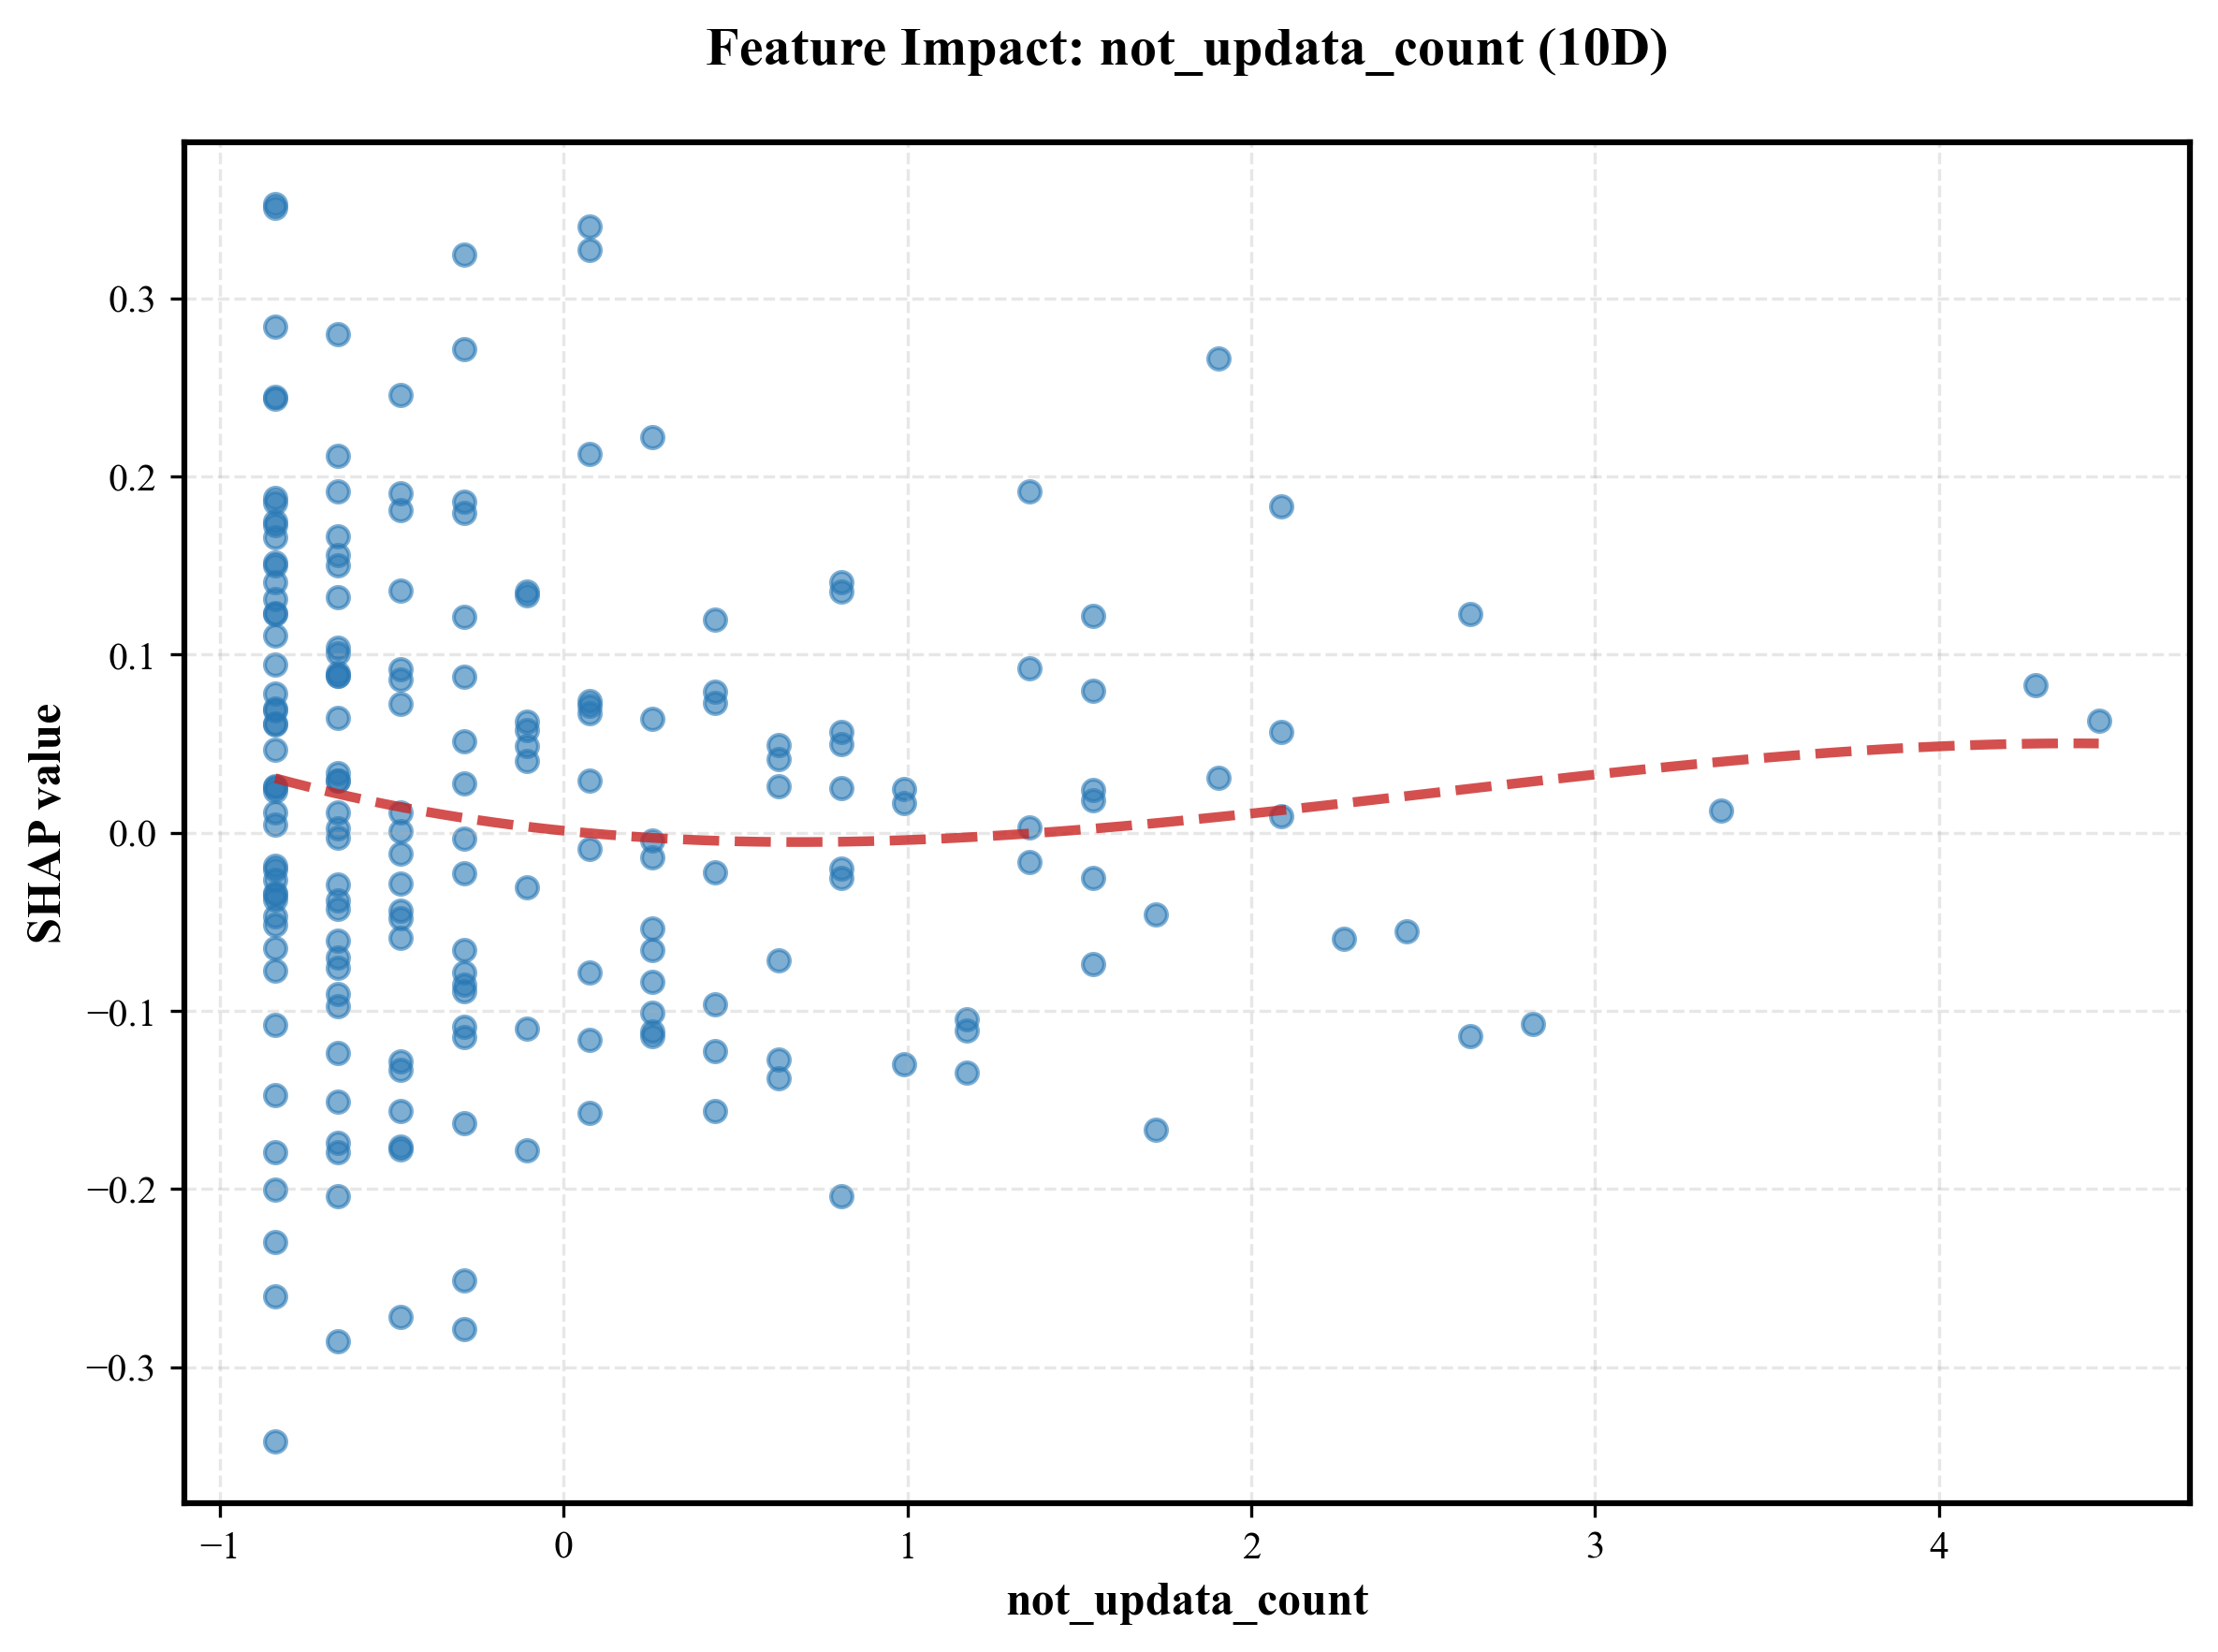 Feature Impact: not_updata_count (10D)
SHAP value
0.3
0.2
0.1
0.0
−0.1
−0.2
−0.3
−1 0 1 2 3 4
not_updata_count